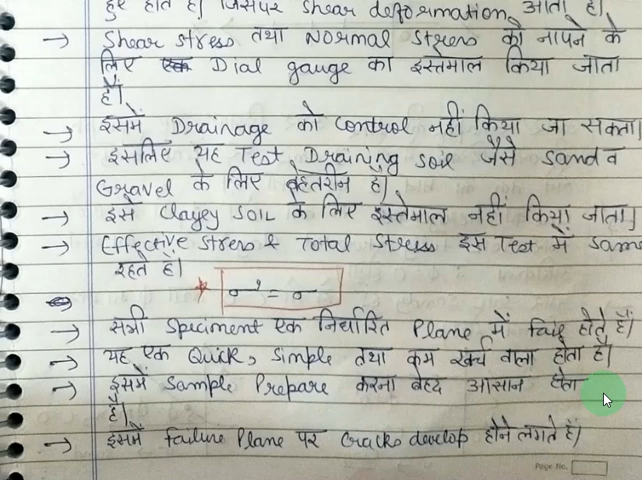 हुए होते हैं। जिसपर shear deformation आता है।
→ Shear stress तथा Normal Stress को नापने के
लिए Dial gauge का इस्तेमाल किया जाता
है।
→ इसमें Drainage को control नहीं किया जा सकता।
→ इसलिए यह Test Draining soil जैसे sand व
Gravel के लिए बेहतरीन है।
→ इसे Clayey soil के लिए इस्तेमाल नहीं किया जाता।
→ Effective stress & Total stress इस Test में same
रहते हैं।
* σ' = σ
→ सभी Speciment एक निर्धारित Plane में fail होते हैं।
→ यह एक Quick, Simple तथा कम खर्च वाला होता है।
→ इसमें Sample Prepare करना बेहद आसान होता
है।
→ इसमें failure Plane पर Cracks develop होने लगते हैं।
Page No.